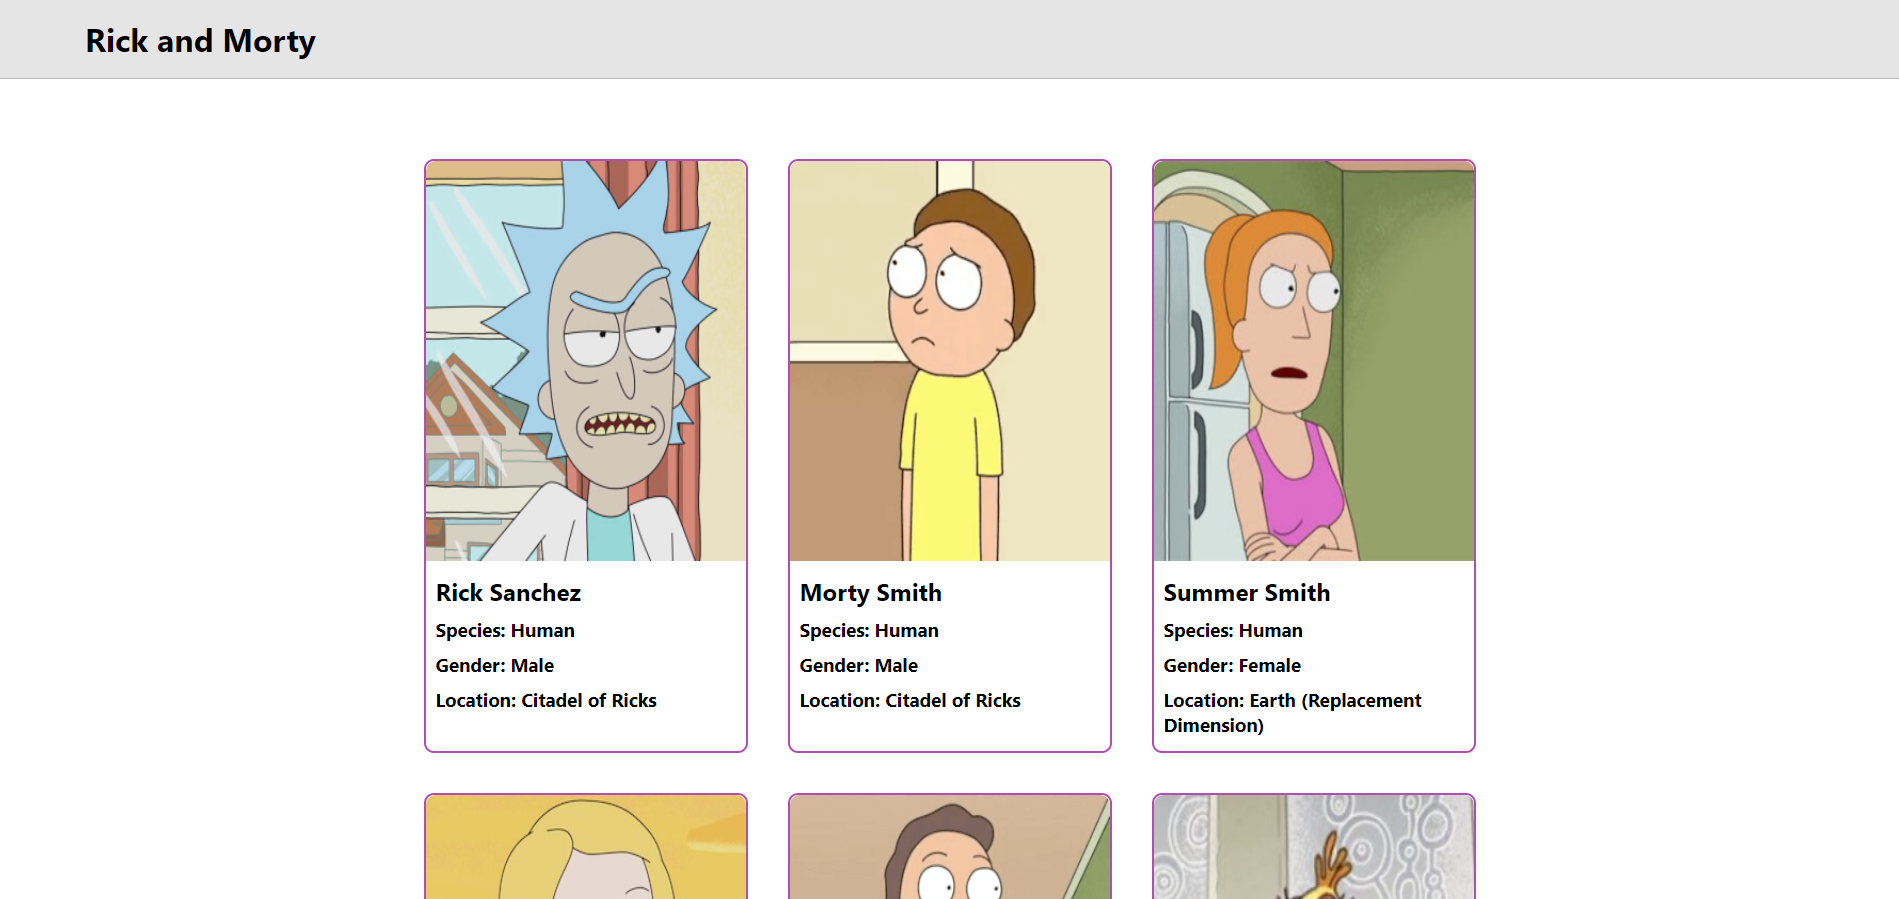 Rick and Morty
Rick Sanchez
Species: Human
Gender: Male
Location: Citadel of Ricks
Morty Smith
Species: Human
Gender: Male
Location: Citadel of Ricks
Summer Smith
Species: Human
Gender: Female
Location: Earth (Replacement
Dimension)